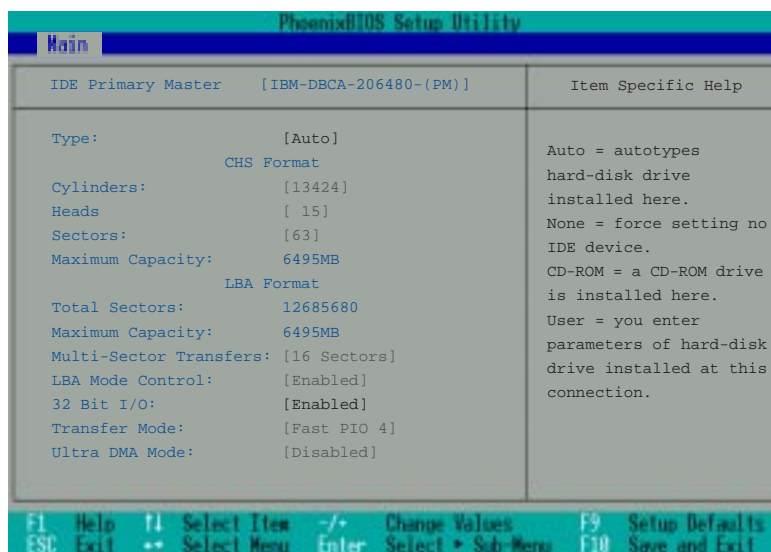 PhoenixBIOS Setup Utility
Main
IDE Primary Master [IBM-DBCA-206480-(PM)]
Item Specific Help
Type: [Auto]
CHS Format
Cylinders: [13424]
Heads [ 15]
Sectors: [63]
Maximum Capacity: 6495MB
LBA Format
Total Sectors: 12685680
Maximum Capacity: 6495MB
Multi-Sector Transfers: [16 Sectors]
LBA Mode Control: [Enabled]
32 Bit I/O: [Enabled]
Transfer Mode: [Fast PIO 4]
Ultra DMA Mode: [Disabled]
Auto = autotypes
hard-disk drive
installed here.
None = force setting no
IDE device.
CD-ROM = a CD-ROM drive
is installed here.
User = you enter
parameters of hard-disk
drive installed at this
connection.
F1 Help ↑↓ Select Item -/+ Change Values F9 Setup Defaults
ESC Exit ↔ Select Menu Enter Select ▸ Sub-Menu F10 Save and Exit